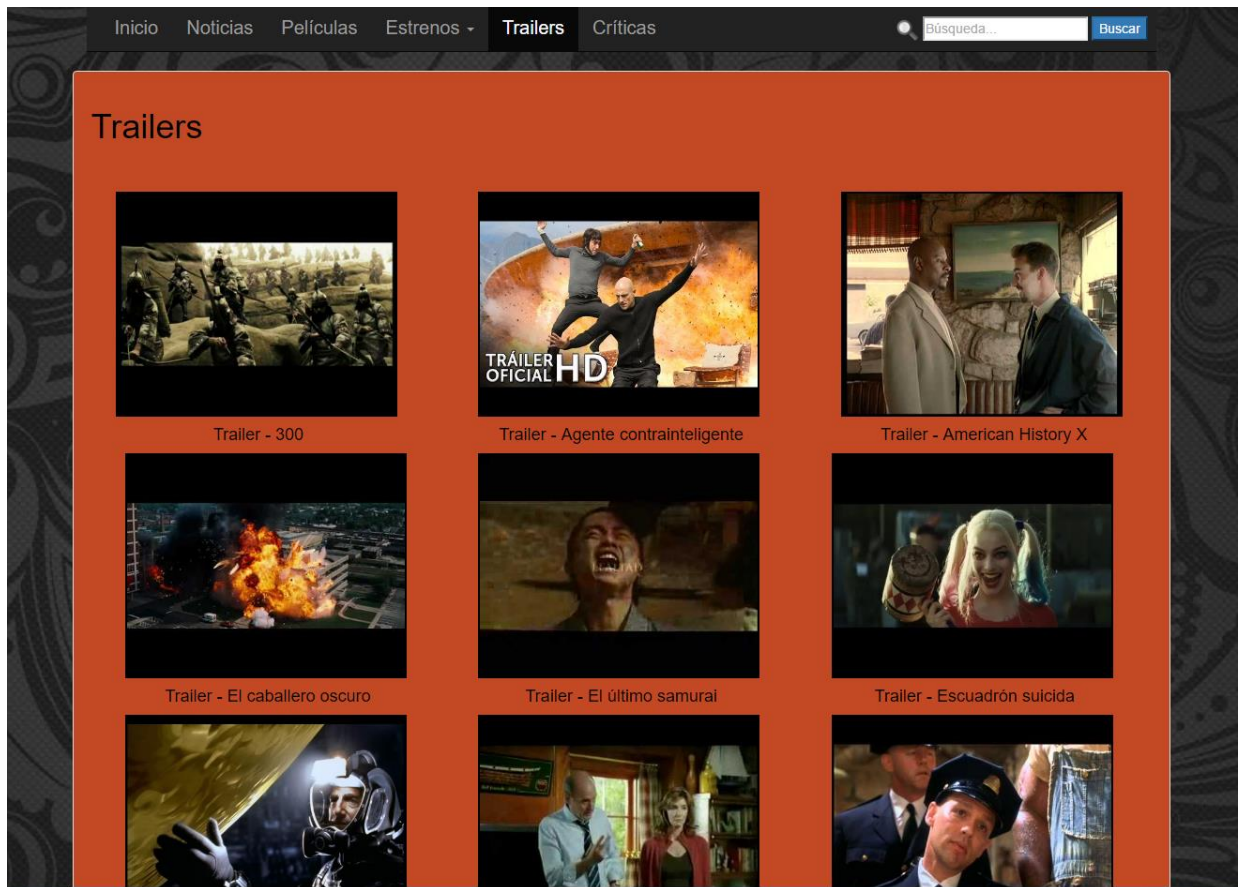 Inicio Noticias Películas Estrenos Trailers Críticas Búsqueda... Buscar
Trailers
TRÁILER
OFICIAL HD
Trailer - 300
Trailer - Agente contrainteligente
Trailer - American History X
Trailer - El caballero oscuro
Trailer - El último samurai
Trailer - Escuadrón suicida